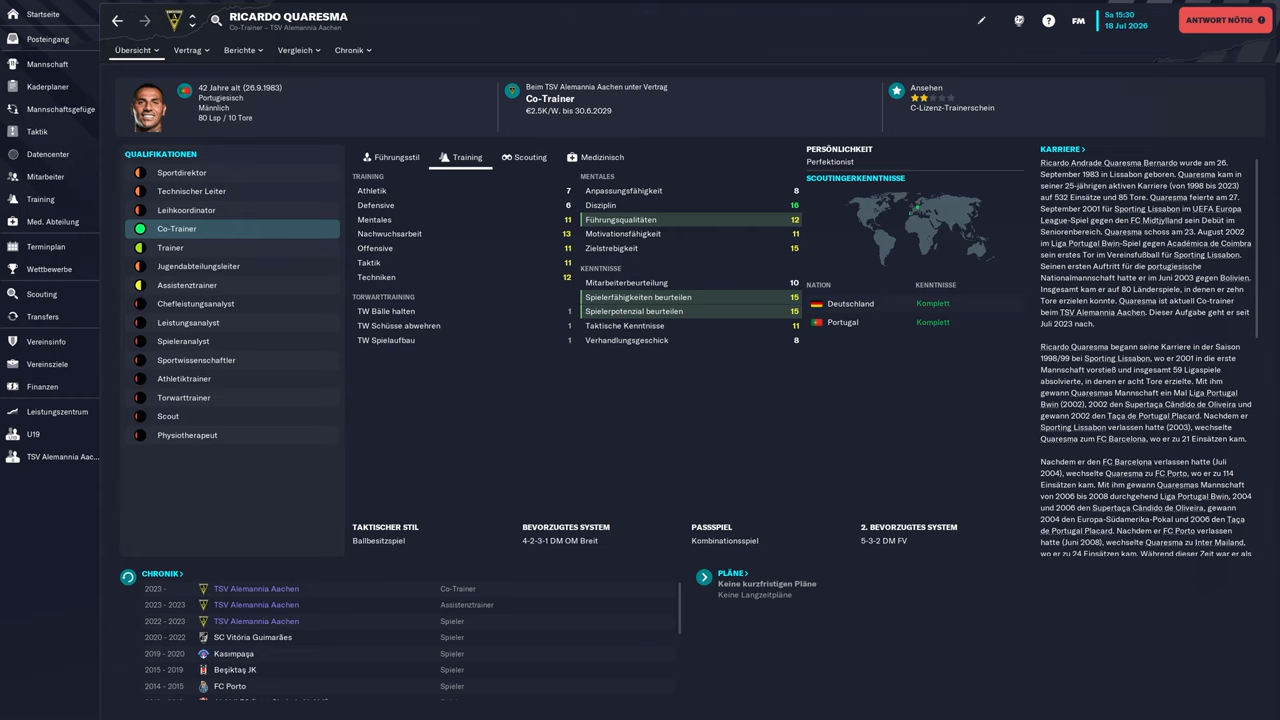 Startseite
Posteingang
Mannschaft
Kaderplaner
Mannschaftsgefüge
Taktik
Datencenter
Mitarbeiter
Training
Med. Abteilung
Terminplan
Wettbewerbe
Scouting
Transfers
Vereinsinfo
Vereinsziele
Finanzen
Leistungszentrum
U19
TSV Alemannia Aac...
RICARDO QUARESMA
Co-Trainer – TSV Alemannia Aachen
FM
Sa 15:30
18 Jul 2026
ANTWORT NÖTIG
Übersicht
Vertrag
Berichte
Vergleich
Chronik
42 Jahre alt (26.9.1983)
Portugiesisch
Männlich
80 Lsp / 10 Tore
Beim TSV Alemannia Aachen unter Vertrag
Co-Trainer
€2.5K/W. bis 30.6.2029
Ansehen
C-Lizenz-Trainerschein
QUALIFIKATIONEN
Sportdirektor
Technischer Leiter
Leihkoordinator
Co-Trainer
Trainer
Jugendabteilungsleiter
Assistenztrainer
Chefleistungsanalyst
Leistungsanalyst
Spieleranalyst
Sportwissenschaftler
Athletiktrainer
Torwarttrainer
Scout
Physiotherapeut
Führungsstil
Training
Scouting
Medizinisch
TRAINING
Athletik 7
Defensive 6
Mentales 11
Nachwuchsarbeit 13
Offensive 11
Taktik 11
Techniken 12
TORWARTTRAINING
TW Bälle halten 1
TW Schüsse abwehren 1
TW Spielaufbau 1
MENTALES
Anpassungsfähigkeit 8
Disziplin 16
Führungsqualitäten 12
Motivationsfähigkeit 11
Zielstrebigkeit 15
KENNTNISSE
Mitarbeiterbeurteilung 10
Spielerfähigkeiten beurteilen 15
Spielerpotenzial beurteilen 15
Taktische Kenntnisse 11
Verhandlungsgeschick 8
PERSÖNLICHKEIT
Perfektionist
SCOUTINGERKENNTNISSE
NATION KENNTNISSE
Deutschland Komplett
Portugal Komplett
TAKTISCHER STIL
Ballbesitzspiel
BEVORZUGTES SYSTEM
4-2-3-1 DM OM Breit
PASSSPIEL
Kombinationsspiel
2. BEVORZUGTES SYSTEM
5-3-2 DM FV
KARRIERE
Ricardo Andrade Quaresma Bernardo wurde am 26.
September 1983 in Lissabon geboren. Quaresma kam in
seiner 25-jährigen aktiven Karriere (von 1998 bis 2023)
auf 532 Einsätze und 85 Tore. Quaresma feierte am 27.
September 2001 für Sporting Lissabon im UEFA Europa
League-Spiel gegen den FC Midtjylland sein Debüt im
Seniorenbereich. Quaresma schoss am 23. August 2002 im
Liga Portugal Bwin-Spiel gegen Académica de Coimbra
sein erstes Tor im Vereinsfußball für Sporting Lissabon.
Seinen ersten Auftritt für die portugiesische
Nationalmannschaft hatte er im Juni 2003 gegen Bolivien.
Insgesamt kam er auf 80 Länderspiele, in denen er zehn
Tore erzielen konnte. Quaresma ist aktuell Co-trainer
beim TSV Alemannia Aachen. Dieser Aufgabe geht er seit
Juli 2023 nach.
Ricardo Quaresma begann seine Karriere in der Saison
1998/99 bei Sporting Lissabon, wo er 2001 in die erste
Mannschaft vorstieß und insgesamt 59 Ligaspiele
absolvierte, in denen er acht Tore erzielte. Mit ihm
gewann Quaresmas Mannschaft ein Mal Liga Portugal
Bwin (2002), 2002 den Supertaça Cândido de Oliveira und
gewann 2002 den Taça de Portugal Placard. Nachdem er
Sporting Lissabon verlassen hatte (2003), wechselte
Quaresma zum FC Barcelona, wo er zu 21 Einsätzen kam.
Nachdem er den FC Barcelona verlassen hatte (Juli
2004), wechselte Quaresma zu FC Porto, wo er zu 114
Einsätzen kam. Mit ihm gewann Quaresmas Mannschaft
von 2006 bis 2008 durchgehend Liga Portugal Bwin, 2004
und 2006 den Supertaça Cândido de Oliveira, gewann
2004 den Europa-Südamerika-Pokal und 2006 den Taça
de Portugal Placard. Nachdem er FC Porto verlassen
hatte (Juni 2008), wechselte Quaresma zu Inter Mailand,
wo er zu 24 Einsätzen kam. Während dieser Zeit war er als
CHRONIK
2023 - TSV Alemannia Aachen Co-Trainer
2023 - 2023 TSV Alemannia Aachen Assistenztrainer
2022 - 2023 TSV Alemannia Aachen Spieler
2020 - 2022 SC Vitória Guimarães Spieler
2019 - 2020 Kasımpaşa Spieler
2015 - 2019 Beşiktaş JK Spieler
2014 - 2015 FC Porto Spieler
PLÄNE
Keine kurzfristigen Pläne
Keine Langzeitpläne